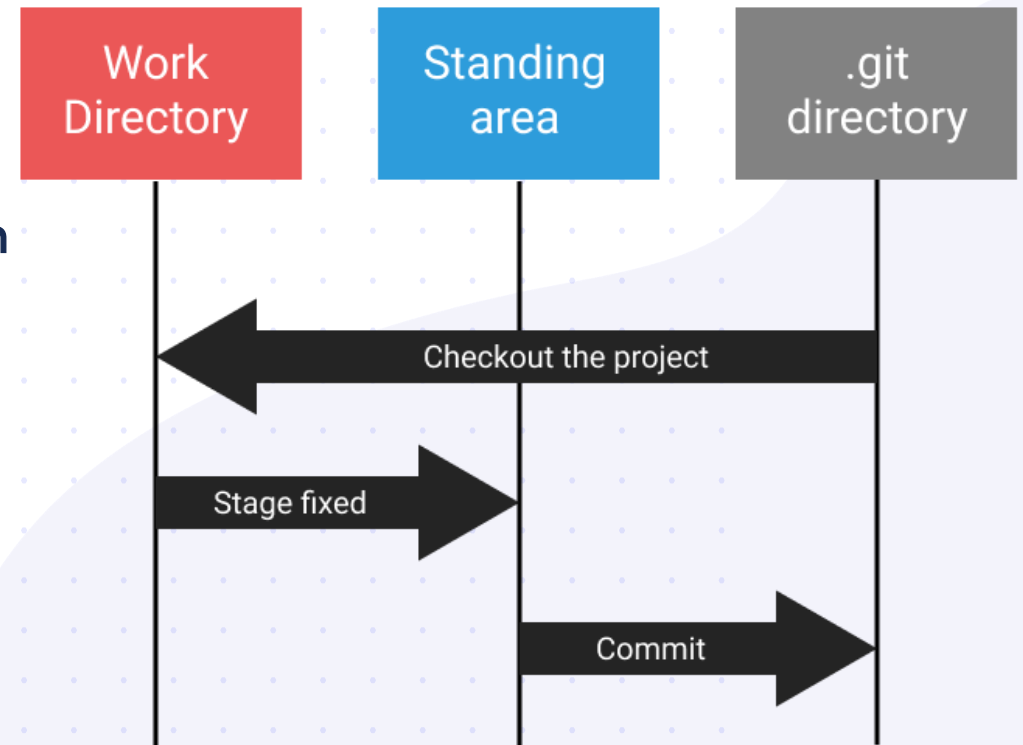 Work
Directory
Standing
area
.git
directory
Checkout the project
Stage fixed
Commit